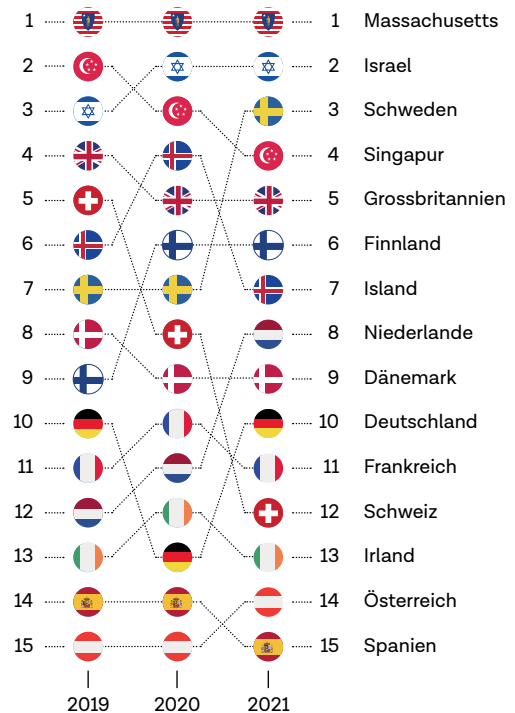 1 1 Massachusetts
2 2 Israel
3 3 Schweden
4 4 Singapur
5 5 Grossbritannien
6 6 Finnland
7 7 Island
8 8 Niederlande
9 9 Dänemark
10 10 Deutschland
11 11 Frankreich
12 12 Schweiz
13 13 Irland
14 14 Österreich
15 15 Spanien
2019 2020 2021